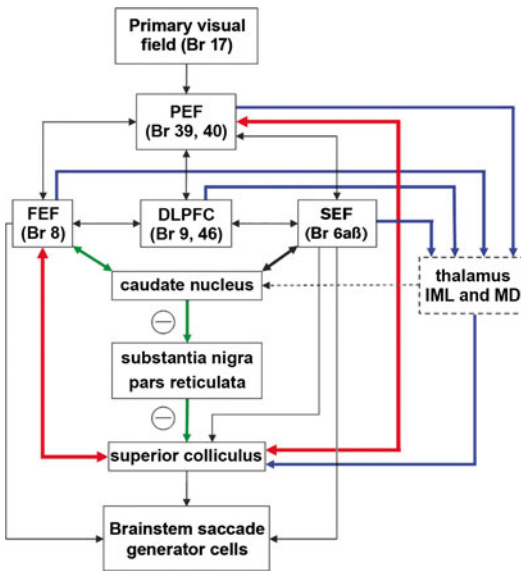 Primary visual
field (Br 17)
PEF
(Br 39, 40)
FEF
(Br 8)
DLPFC
(Br 9, 46)
SEF
(Br 6aß)
thalamus
IML and MD
caudate nucleus
−
substantia nigra
pars reticulata
−
superior colliculus
Brainstem saccade
generator cells